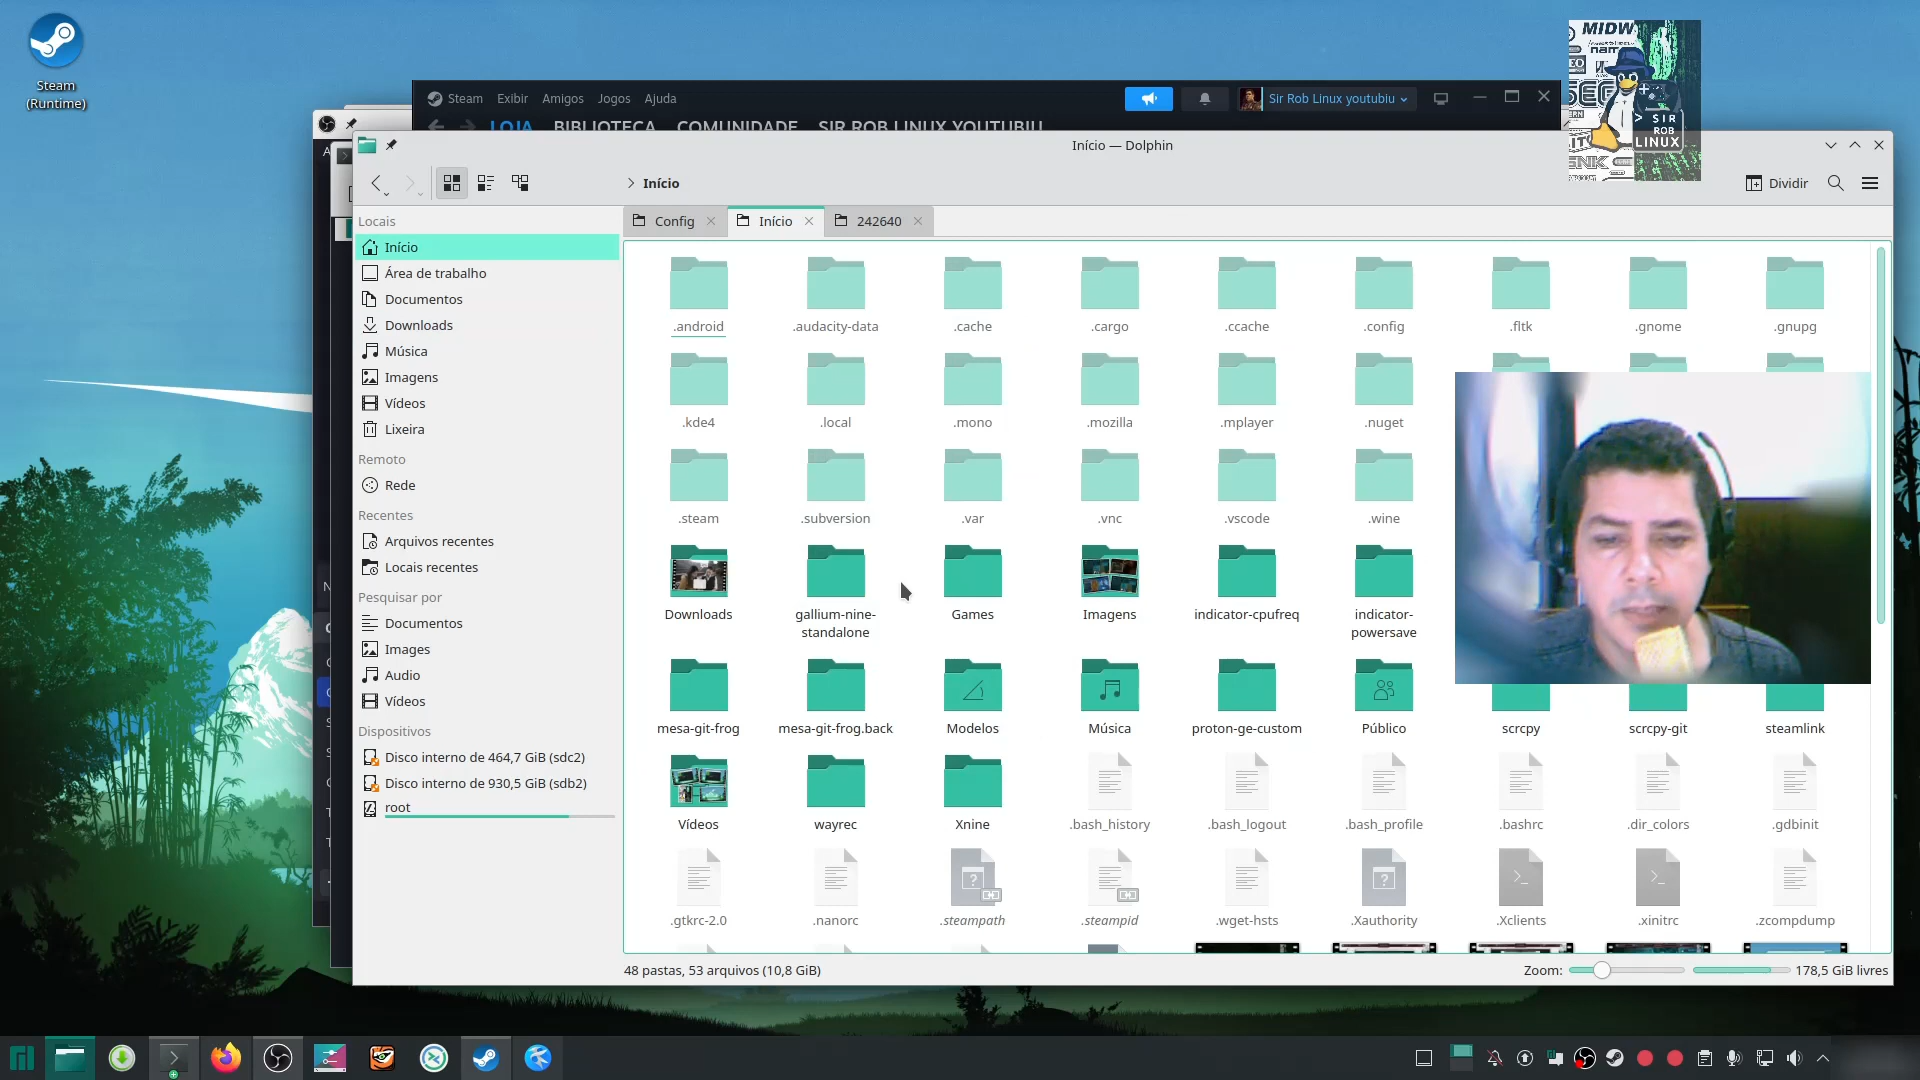 Steam
(Runtime)
Steam Exibir Amigos Jogos Ajuda
Sir Rob Linux youtubiu
LOJA BIBLIOTECA COMUNIDADE SIR ROB LINUX YOUTUBIU
MIDW
> SIR
ROB
LINUX
Início — Dolphin
Início
Dividir
Config Início 242640
Locais
Início
Área de trabalho
Documentos
Downloads
Música
Imagens
Vídeos
Lixeira
Remoto
Rede
Recentes
Arquivos recentes
Locais recentes
Pesquisar por
Documentos
Images
Audio
Vídeos
Dispositivos
Disco interno de 464,7 GiB (sdc2)
Disco interno de 930,5 GiB (sdb2)
root
.android .audacity-data .cache .cargo .ccache .config .fltk .gnome .gnupg
.kde4 .local .mono .mozilla .mplayer .nuget
.steam .subversion .var .vnc .vscode .wine
Downloads gallium-nine-standalone Games Imagens indicator-cpufreq indicator-powersave
mesa-git-frog mesa-git-frog.back Modelos Música proton-ge-custom Público scrcpy scrcpy-git steamlink
Vídeos wayrec Xnine .bash_history .bash_logout .bash_profile .bashrc .dir_colors .gdbinit
.gtkrc-2.0 .nanorc .steampath .steampid .wget-hsts .Xauthority .Xclients .xinitrc .zcompdump
48 pastas, 53 arquivos (10,8 GiB)
Zoom:
178,5 GiB livres